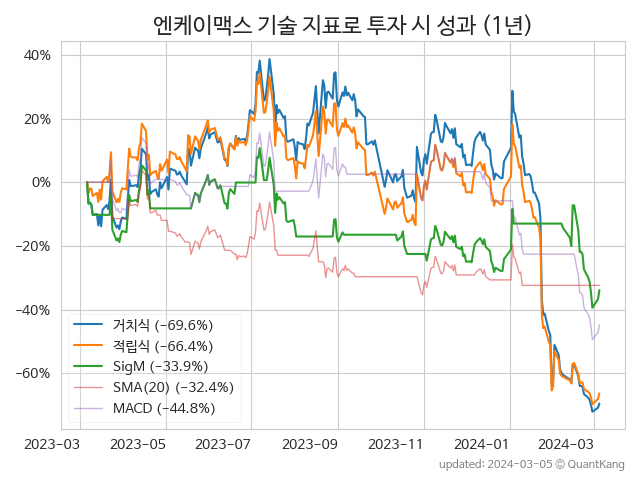 엔케이맥스 기술 지표로 투자 시 성과 (1년)
40%
20%
0%
−20%
−40%
−60%
거치식 (−69.6%)
적립식 (−66.4%)
SigM (−33.9%)
SMA(20) (−32.4%)
MACD (−44.8%)
2023−03 2023−05 2023−07 2023−09 2023−11 2024−01 2024−03
updated: 2024−03−05 © QuantKang